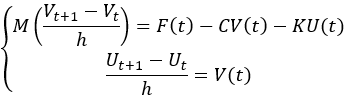 M((V_{t+1} − V_t)/h) = F(t) − CV(t) − KU(t)
(U_{t+1} − U_t)/h = V(t)